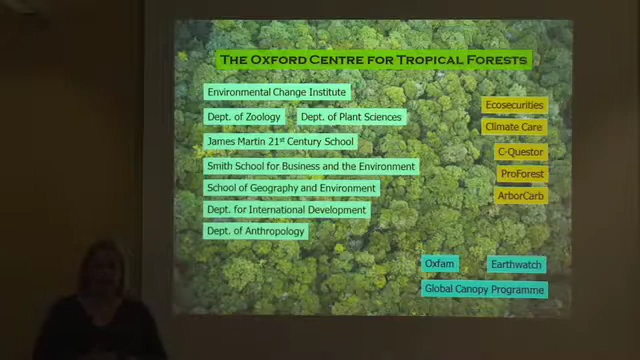 THE OXFORD CENTRE FOR TROPICAL FORESTS
Environmental Change Institute
Dept. of Zoology
Dept. of Plant Sciences
James Martin 21st Century School
Smith School for Business and the Environment
School of Geography and Environment
Dept. for International Development
Dept. of Anthropology
Ecosecurities
Climate Care
C-Questor
ProForest
ArborCarb
Oxfam
Earthwatch
Global Canopy Programme